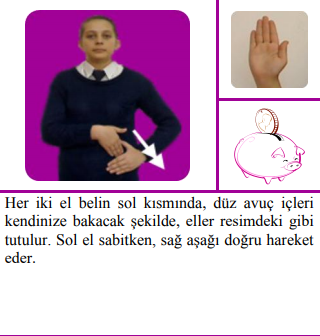 Her iki el belin sol kısmında, düz avuç içleri
kendinize bakacak şekilde, eller resimdeki gibi
tutulur. Sol el sabitken, sağ aşağı doğru hareket
eder.